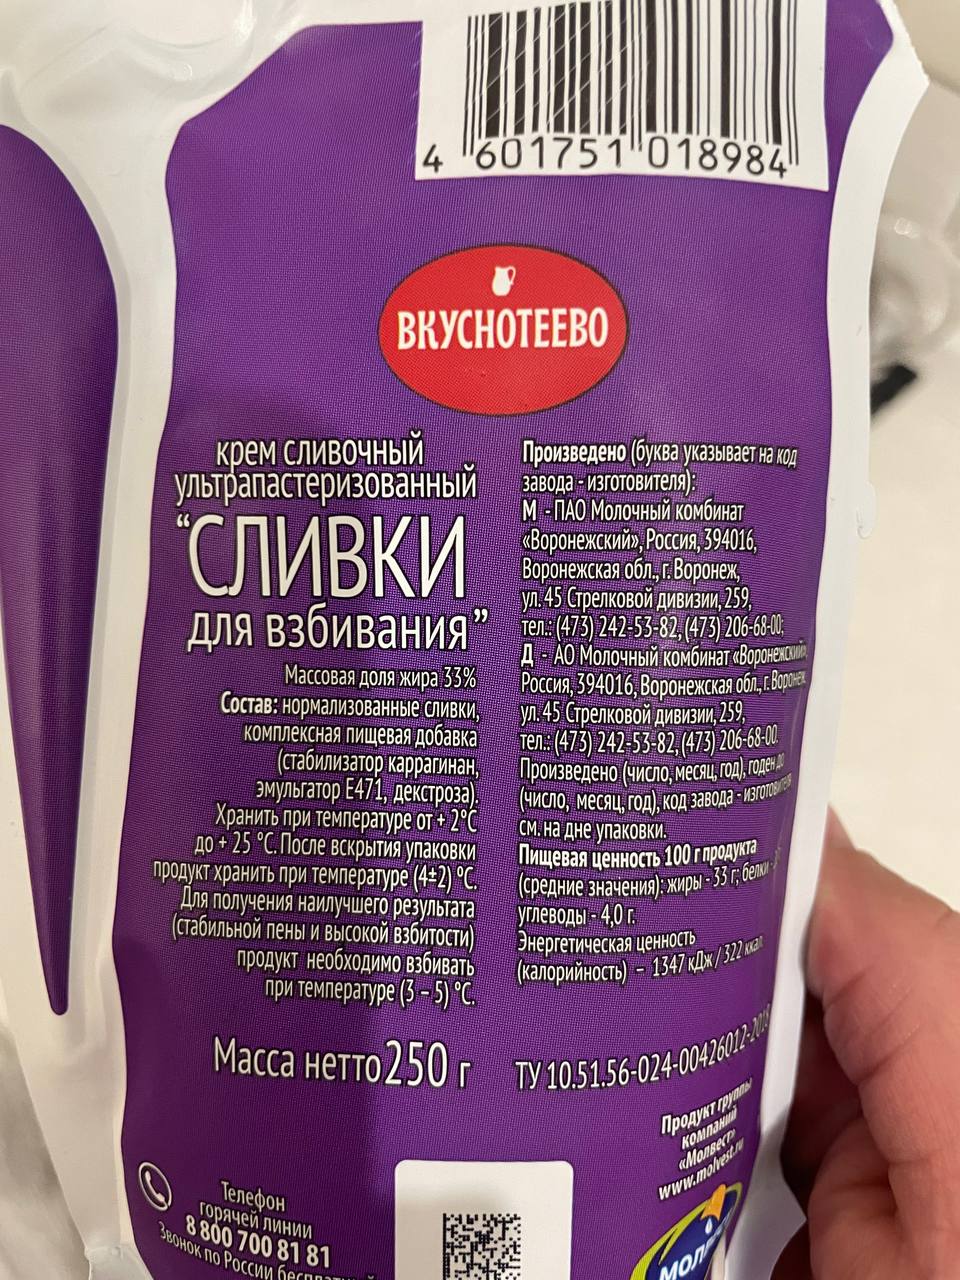 4 601751 018984
ВКУСНОТЕЕВО
крем сливочный
ультрапастеризованный
“СЛИВКИ
для взбивания”
Массовая доля жира 33%
Состав: нормализованные сливки,
комплексная пищевая добавка
(стабилизатор каррагинан,
эмульгатор Е471, декстроза).
Хранить при температуре от + 2°С
до + 25 °С. После вскрытия упаковки
продукт хранить при температуре (4±2) °С.
Для получения наилучшего результата
(стабильной пены и высокой взбитости)
продукт необходимо взбивать
при температуре (3 – 5) °С.
Масса нетто 250 г
Телефон
горячей линии
8 800 700 81 81
Звонок по России
Произведено (буква указывает на код
завода - изготовителя):
М - ПАО Молочный комбинат
«Воронежский», Россия, 394016,
Воронежская обл., г. Воронеж,
ул. 45 Стрелковой дивизии, 259,
тел.: (473) 242-53-82, (473) 206-68-00;
Д - АО Молочный комбинат «Воронежский»,
Россия, 394016, Воронежская обл., г. Воронеж,
ул. 45 Стрелковой дивизии, 259,
тел.: (473) 242-53-82, (473) 206-68-00
Произведено (число, месяц, год), годен до
(число, месяц, год), код завода - изготовителя
см. на дне упаковки.
Пищевая ценность 100 г продукта
(средние значения): жиры - 33 г; белки -
углеводы - 4,0 г.
Энергетическая ценность
(калорийность) – 1347 кДж / 322 ккал.
ТУ 10.51.56-024-00426012-2018
Продукт группы
компаний
«Молвест»
www.molvest.ru